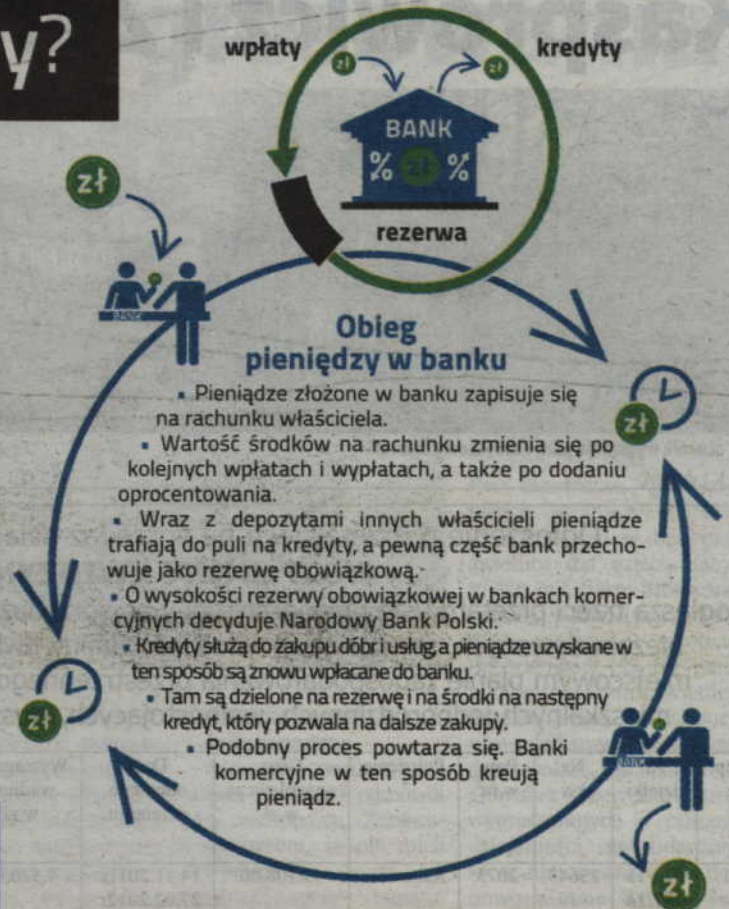 y?
wpłaty
kredyty
zł
zł
BANK
% zł %
rezerwa
zł
BANK
Obieg
pieniędzy w banku
▪ Pieniądze złożone w banku zapisuje się
na rachunku właściciela.
▪ Wartość środków na rachunku zmienia się po
kolejnych wpłatach i wypłatach, a także po dodaniu
oprocentowania.
▪ Wraz z depozytami innych właścicieli pieniądze
trafiają do puli na kredyty, a pewną część bank przecho-
wuje jako rezerwę obowiązkową.
▪ O wysokości rezerwy obowiązkowej w bankach komer-
cyjnych decyduje Narodowy Bank Polski.
▪ Kredyty służą do zakupu dóbr i usług, a pieniądze uzyskane w
ten sposób są znowu wpłacane do banku.
▪ Tam są dzielone na rezerwę i na środki na następny
kredyt, który pozwala na dalsze zakupy.
▪ Podobny proces powtarza się. Banki
komercyjne w ten sposób kreują
pieniądz.
zł
zł
BANK
zł